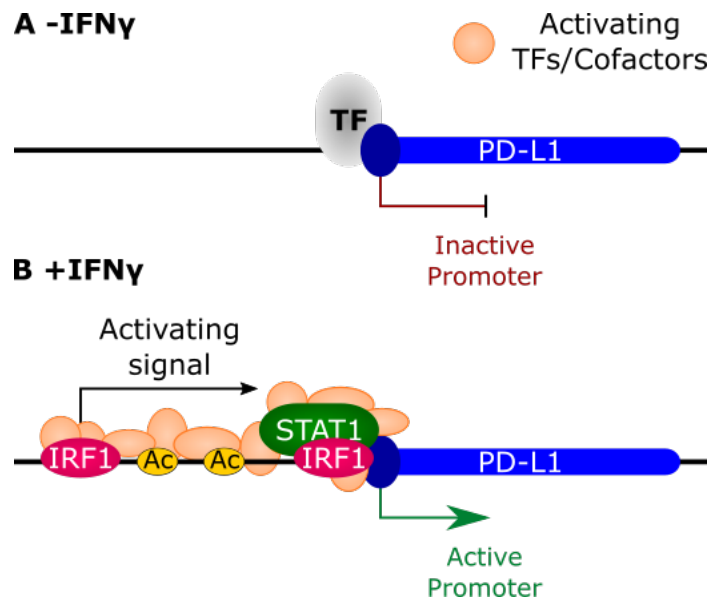 A -IFNγ
Activating
TFs/Cofactors
TF
PD-L1
Inactive
Promoter
B +IFNγ
Activating
signal
STAT1
IRF1
Ac
Ac
IRF1
PD-L1
Active
Promoter